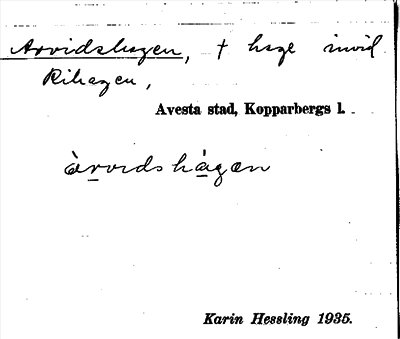 Arvidshagen, † hage invid
Rihagen,
Avesta stad, Kopparbergs l.
àrvidshágen
Karin Hessling 1935.